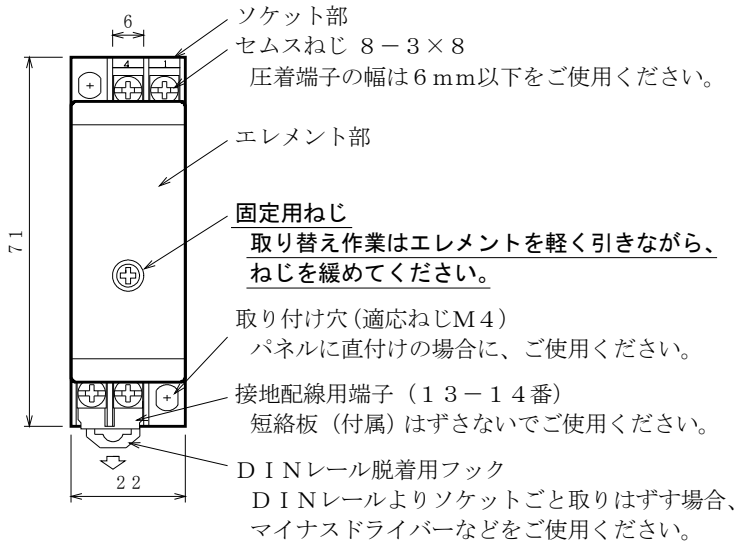 6
ソケット部
セムスねじ ８－３×８
圧着端子の幅は６mm以下をご使用ください。
4 1
エレメント部
71
固定用ねじ
取り替え作業はエレメントを軽く引きながら、
ねじを緩めてください。
取り付け穴(適応ねじM４)
パネルに直付けの場合に、ご使用ください。
接地配線用端子（１３－１４番）
短絡板（付属）はずさないでご使用ください。
22
ＤＩＮレール脱着用フック
ＤＩＮレールよりソケットごと取りはずす場合、
マイナスドライバーなどをご使用ください。